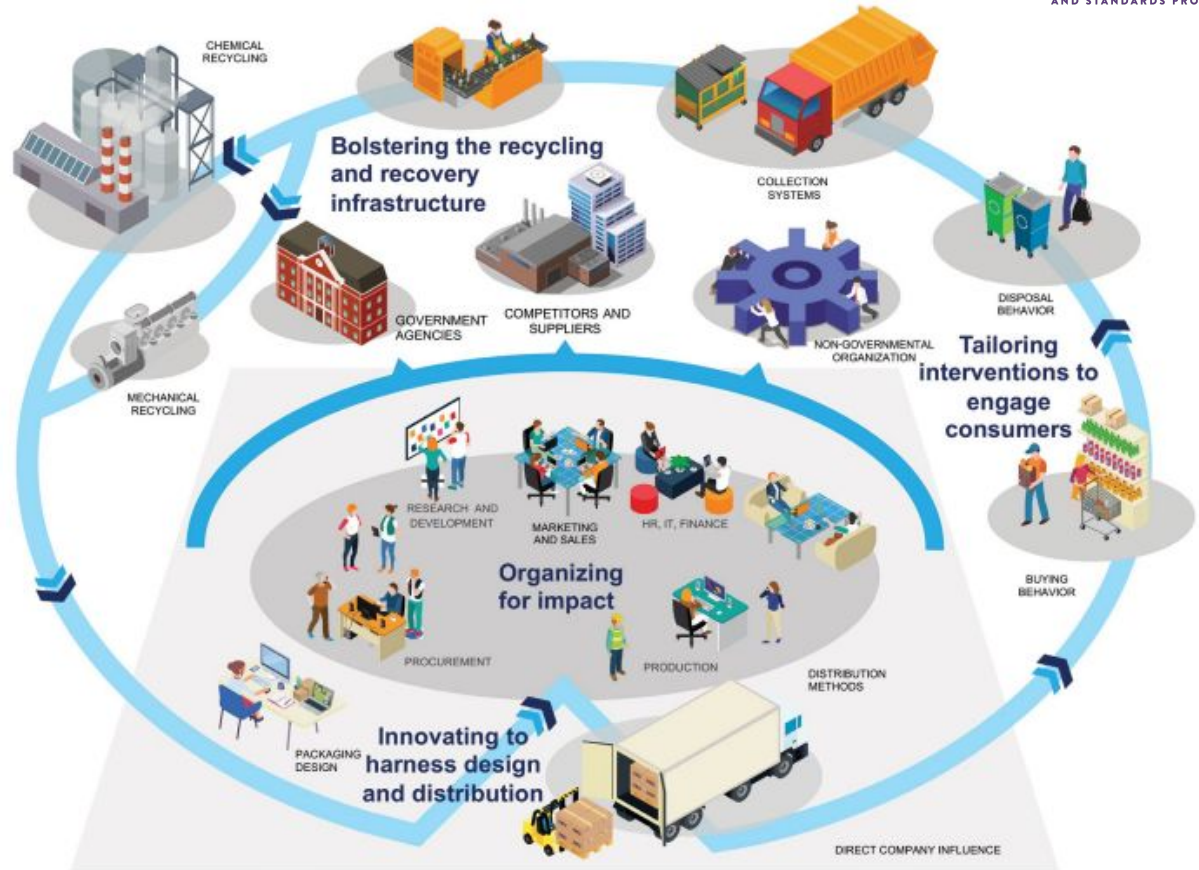 AND STANDARDS PRO
CHEMICAL
RECYCLING
Bolstering the recycling
and recovery
infrastructure
COLLECTION
SYSTEMS
DISPOSAL
BEHAVIOR
GOVERNMENT
AGENCIES
COMPETITORS AND
SUPPLIERS
NON-GOVERNMENTAL
ORGANIZATION
Tailoring
interventions to
engage
consumers
MECHANICAL
RECYCLING
RESEARCH AND
DEVELOPMENT
MARKETING
AND SALES
HR, IT, FINANCE
Organizing
for impact
BUYING
BEHAVIOR
PROCUREMENT
PRODUCTION
DISTRIBUTION
METHODS
PACKAGING
DESIGN
Innovating to
harness design
and distribution
DIRECT COMPANY INFLUENCE